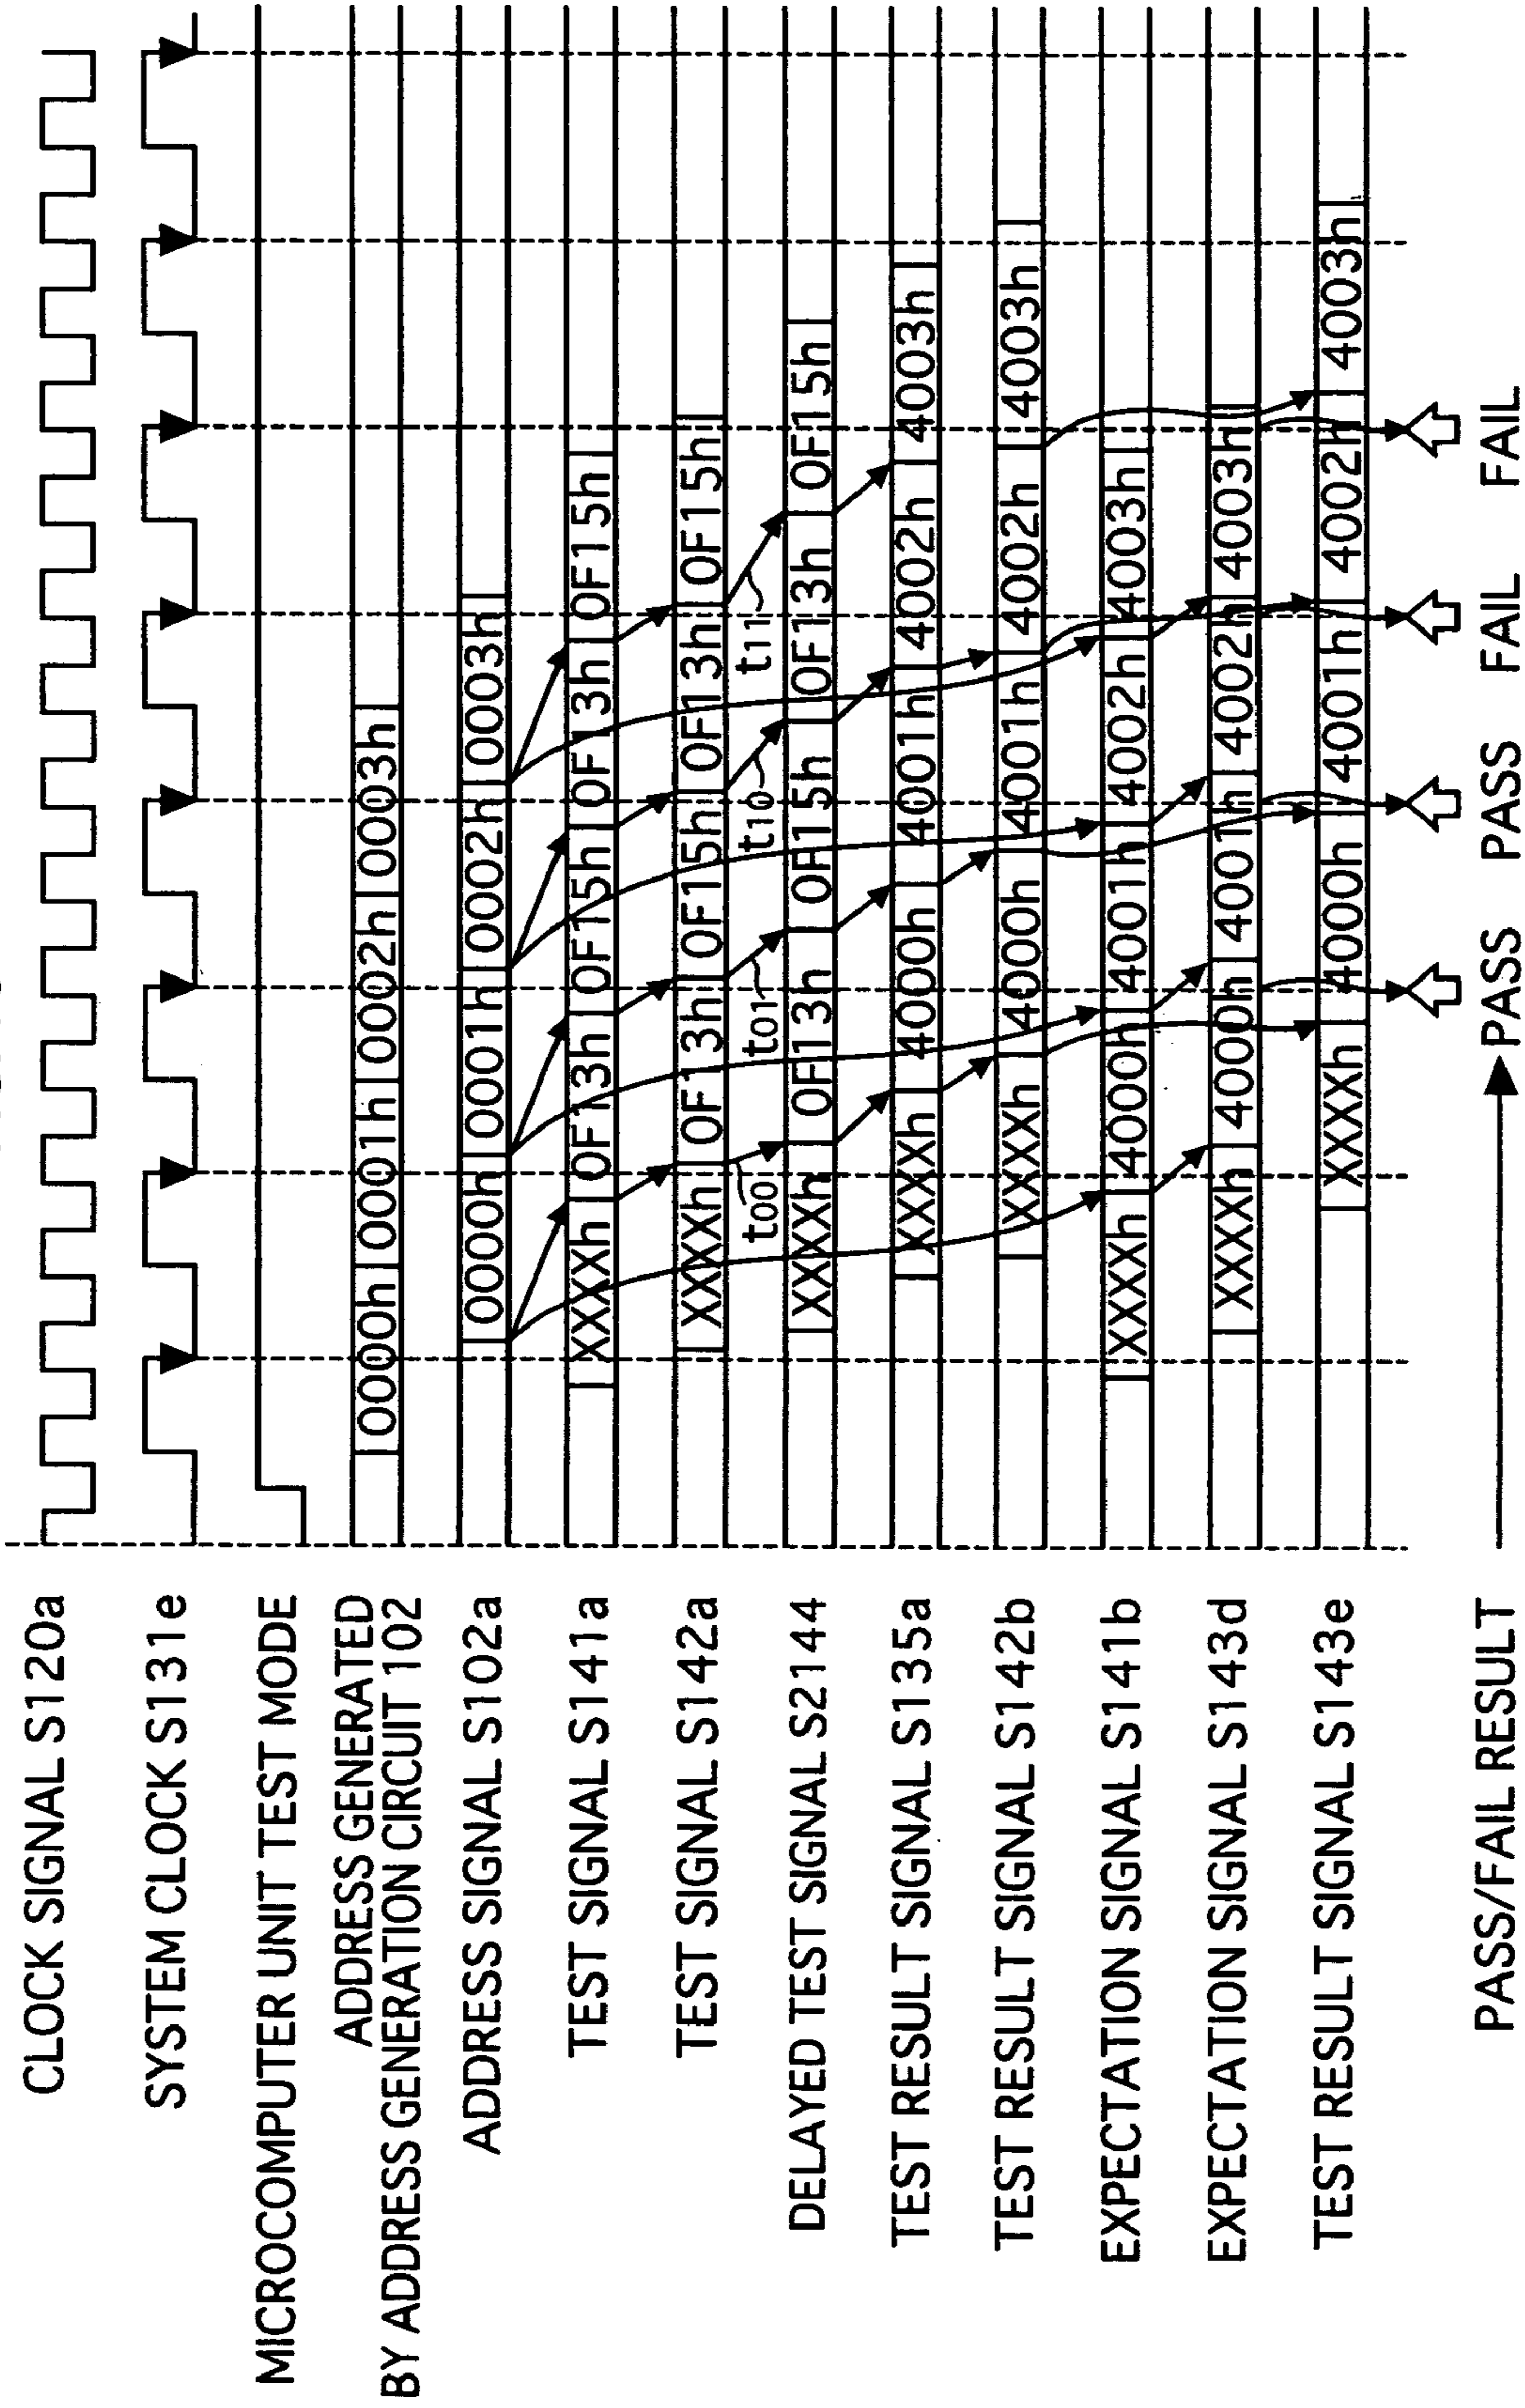 CLOCK SIGNAL S120a
SYSTEM CLOCK S131e
MICROCOMPUTER UNIT TEST MODE
ADDRESS GENERATED
BY ADDRESS GENERATION CIRCUIT 102
0000h 0001h 0002h 0003h
ADDRESS SIGNAL S102a
0000h 0001h 0002h 0003h
TEST SIGNAL S141a
XXXXh 0F13h 0F15h 0F13h 0F15h
TEST SIGNAL S142a
XXXXh 0F13h 0F15h 0F13h 0F15h
t00 t01 t10 t11
DELAYED TEST SIGNAL S2144
XXXXh 0F13h 0F15h 0F13h 0F15h
TEST RESULT SIGNAL S135a
XXXXh 4000h 4001h 4002h 4003h
TEST RESULT SIGNAL S142b
XXXXh 4000h 4001h 4002h 4003h
EXPECTATION SIGNAL S141b
XXXXh 4000h 4001h 4002h 4003h
EXPECTATION SIGNAL S143d
XXXXh 4000h 4001h 4002h 4003h
TEST RESULT SIGNAL S143e
XXXXh 4000h 4001h 4002h 4003h
PASS/FAIL RESULT
PASS PASS FAIL FAIL